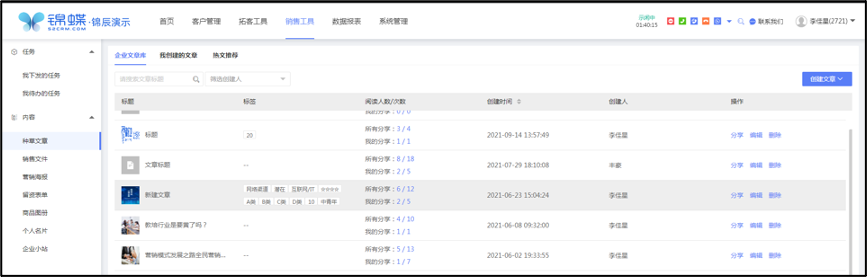 锦蝶·锦辰演示
52CRM.COM
首页 客户管理 拓客工具 销售工具 数据报表 系统管理
示闲中
01:40:15
联系我们 李佳星(2721)
任务
我下发的任务
我待办的任务
内容
种草文章
销售文件
营销海报
留资表单
商品图册
个人名片
企业小站
企业文章库 我创建的文章 热文推荐
请搜索文章标题 筛选创建人 创建文章
标题 标签 阅读人数/次数 创建时间 创建人 操作
我的分享：0 / 0
标题 20 所有分享：3 / 4 2021-09-14 13:57:49 李佳星 分享 编辑 删除
我的分享：1 / 1
文章标题 -- 所有分享：8 / 18 2021-07-29 18:10:08 丰豪 分享 编辑 删除
我的分享：2 / 5
新建文章 网络渠道 潜在 互联网/IT ☆☆☆☆ 所有分享：6 / 12 2021-06-23 15:04:24 李佳星 分享 编辑 删除
A类 B类 C类 D类 10 中青年 我的分享：2 / 5
教培行业是要黄了吗？ -- 所有分享：4 / 10 2021-06-08 09:32:00 李佳星 分享 编辑 删除
我的分享：1 / 1
营销模式发展之路全民营销... -- 所有分享：5 / 13 2021-06-02 19:33:55 李佳星 分享 编辑 删除
我的分享：1 / 7